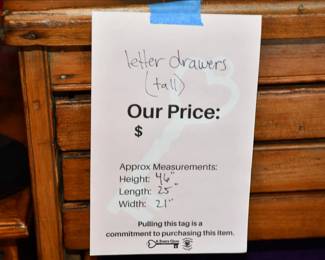 letter drawers
(tall)
Our Price:
$
Approx Measurements:
Height: 46"
Length: 25"
Width: 21"
Pulling this tag is a
commitment to purchasing this item.